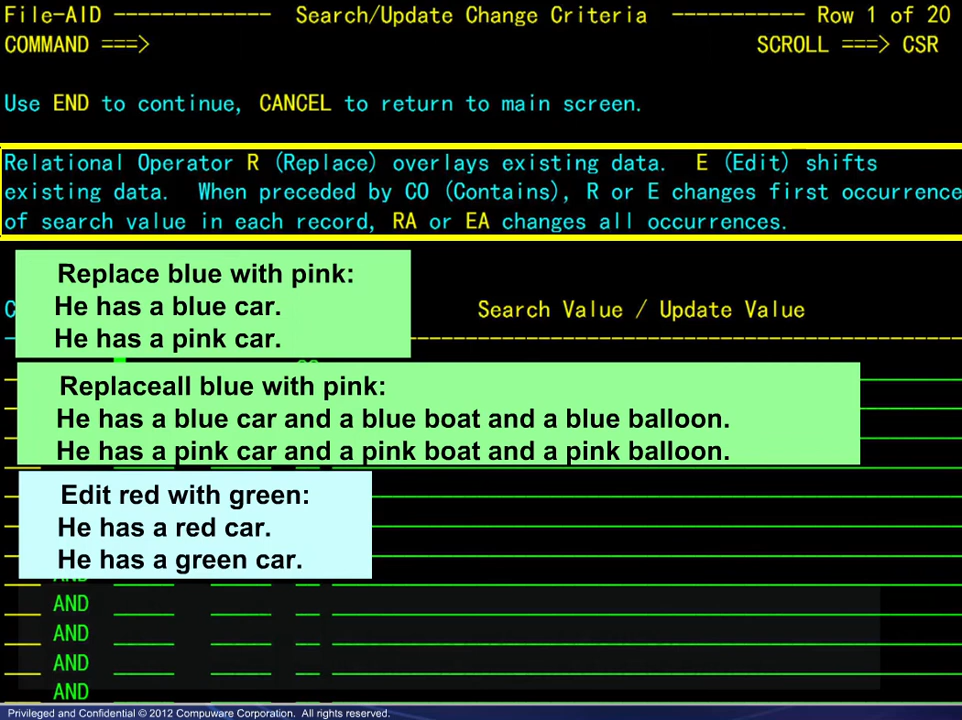 File-AID ------------- Search/Update Change Criteria ----------- Row 1 of 20
COMMAND ===> SCROLL ===> CSR
Use END to continue, CANCEL to return to main screen.
Relational Operator R (Replace) overlays existing data. E (Edit) shifts
existing data. When preceded by CO (Contains), R or E changes first occurrence
of search value in each record, RA or EA changes all occurrences.
Replace blue with pink:
He has a blue car.
Search Value / Update Value
He has a pink car.
Replaceall blue with pink:
He has a blue car and a blue boat and a blue balloon.
He has a pink car and a pink boat and a pink balloon.
Edit red with green:
He has a red car.
He has a green car.
AND
AND
AND
AND
AND
Privileged and Confidential © 2012 Compuware Corporation. All rights reserved.